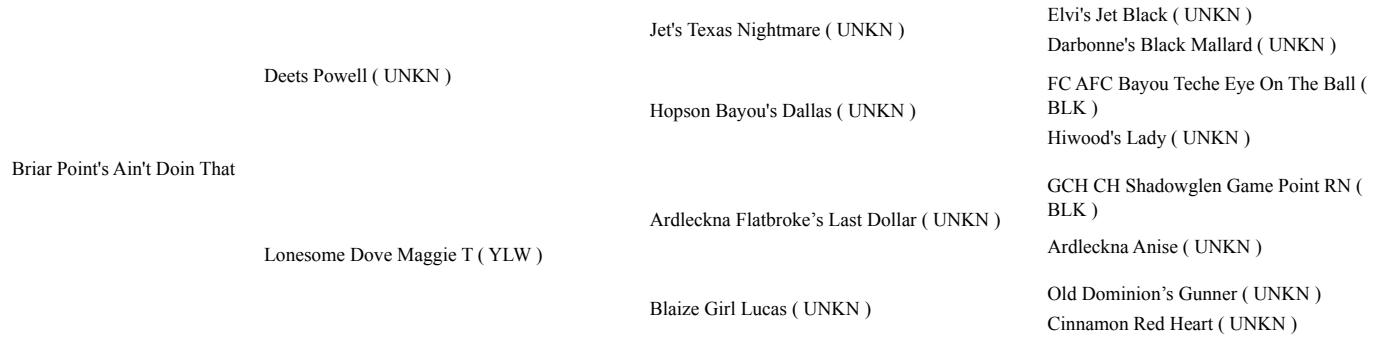 Elvi's Jet Black ( UNKN )
Jet's Texas Nightmare ( UNKN )
Darbonne's Black Mallard ( UNKN )
Deets Powell ( UNKN )
FC AFC Bayou Teche Eye On The Ball (
BLK )
Hopson Bayou's Dallas ( UNKN )
Hiwood's Lady ( UNKN )
Briar Point's Ain't Doin That
GCH CH Shadowglen Game Point RN (
BLK )
Ardleckna Flatbroke’s Last Dollar ( UNKN )
Ardleckna Anise ( UNKN )
Lonesome Dove Maggie T ( YLW )
Old Dominion’s Gunner ( UNKN )
Blaize Girl Lucas ( UNKN )
Cinnamon Red Heart ( UNKN )